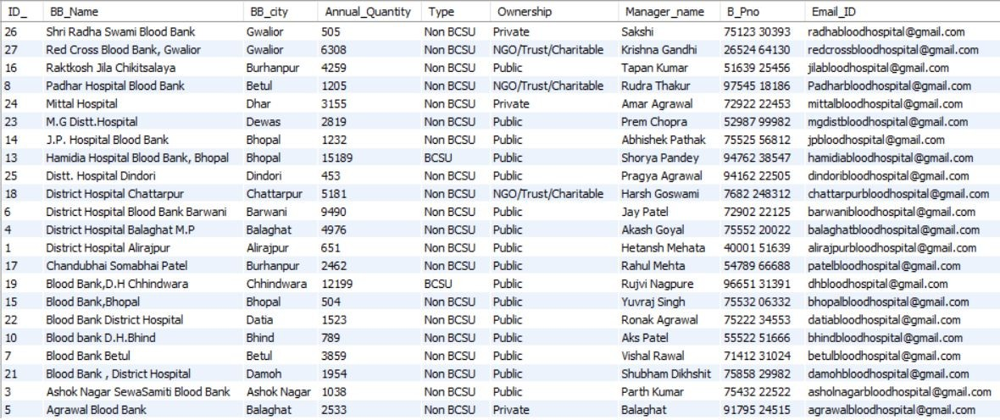 ID_ BB_Name BB_city Annual_Quantity Type Ownership Manager_name B_Pno Email_ID
26 Shri Radha Swami Blood Bank Gwalior 505 Non BCSU Private Sakshi 75123 30393 radhabloodhospital@gmail.com
27 Red Cross Blood Bank, Gwalior Gwalior 6308 Non BCSU NGO/Trust/Charitable Krishna Gandhi 26524 64130 redcrossbloodhospital@gmail.com
16 Raktkosh Jila Chikitsalaya Burhanpur 4259 Non BCSU Public Tapan Kumar 51639 25456 jilabloodhospital@gmail.com
8 Padhar Hospital Blood Bank Betul 1205 Non BCSU NGO/Trust/Charitable Rudra Thakur 97545 18186 Padharbloodhospital@gmail.com
24 Mittal Hospital Dhar 3155 Non BCSU Private Amar Agrawal 72922 22453 mittalbloodhospital@gmail.com
23 M.G Distt.Hospital Dewas 2819 Non BCSU Public Prem Chopra 52987 99982 mgdistbloodhospital@gmail.com
14 J.P. Hospital Blood Bank Bhopal 1232 Non BCSU Public Abhishek Pathak 75525 56812 jpbloodhospital@gmail.com
13 Hamidia Hospital Blood Bank, Bhopal Bhopal 15189 BCSU Public Shorya Pandey 94762 38547 hamidiabloodhospital@gmail.com
25 Distt. Hospital Dindori Dindori 453 Non BCSU Public Pragya Agrawal 94162 22505 dindoribloodhospital@gmail.com
18 District Hospital Chattarpur Chattarpur 5181 Non BCSU NGO/Trust/Charitable Harsh Goswami 7682 248312 chattarpurbloodhospital@gmail.com
6 District Hospital Blood Bank Barwani Barwani 9490 Non BCSU Public Jay Patel 72902 22125 barwanibloodhospital@gmail.com
4 District Hospital Balaghat M.P Balaghat 4976 Non BCSU Public Akash Goyal 75552 20022 balaghatbloodhospital@gmail.com
1 District Hospital Alirajpur Alirajpur 651 Non BCSU Public Hetansh Mehata 40001 51639 alirajpurbloodhospital@gmail.com
17 Chandubhai Somabhai Patel Burhanpur 2462 Non BCSU Public Rahul Mehta 54789 66688 patelbloodhospital@gmail.com
19 Blood Bank,D.H Chhindwara Chhindwara 12199 BCSU Public Rujvi Nagpure 96651 31391 dhbloodhospital@gmail.com
15 Blood Bank,Bhopal Bhopal 504 Non BCSU Public Yuvraj Singh 75532 06332 bhopalbloodhospital@gmail.com
22 Blood Bank District Hospital Datia 1523 Non BCSU Public Ronak Agrawal 75222 34553 datiabloodhospital@gmail.com
10 Blood bank D.H.Bhind Bhind 789 Non BCSU Public Aks Patel 55522 51666 bhindbloodhospital@gmail.com
7 Blood Bank Betul Betul 3859 Non BCSU Public Vishal Rawal 71412 31024 betulbloodhospital@gmail.com
21 Blood Bank , District Hospital Damoh 1954 Non BCSU Public Shubham Dikhshit 75858 29982 damohbloodhospital@gmail.com
3 Ashok Nagar SewaSamiti Blood Bank Ashok Nagar 1038 Non BCSU Public Parth Kumar 75432 22522 asholnagarbloodhospital@gmail.com
5 Agrawal Blood Bank Balaghat 2533 Non BCSU Private Balaghat 91795 24515 agrawalbloodhospital@gmail.com